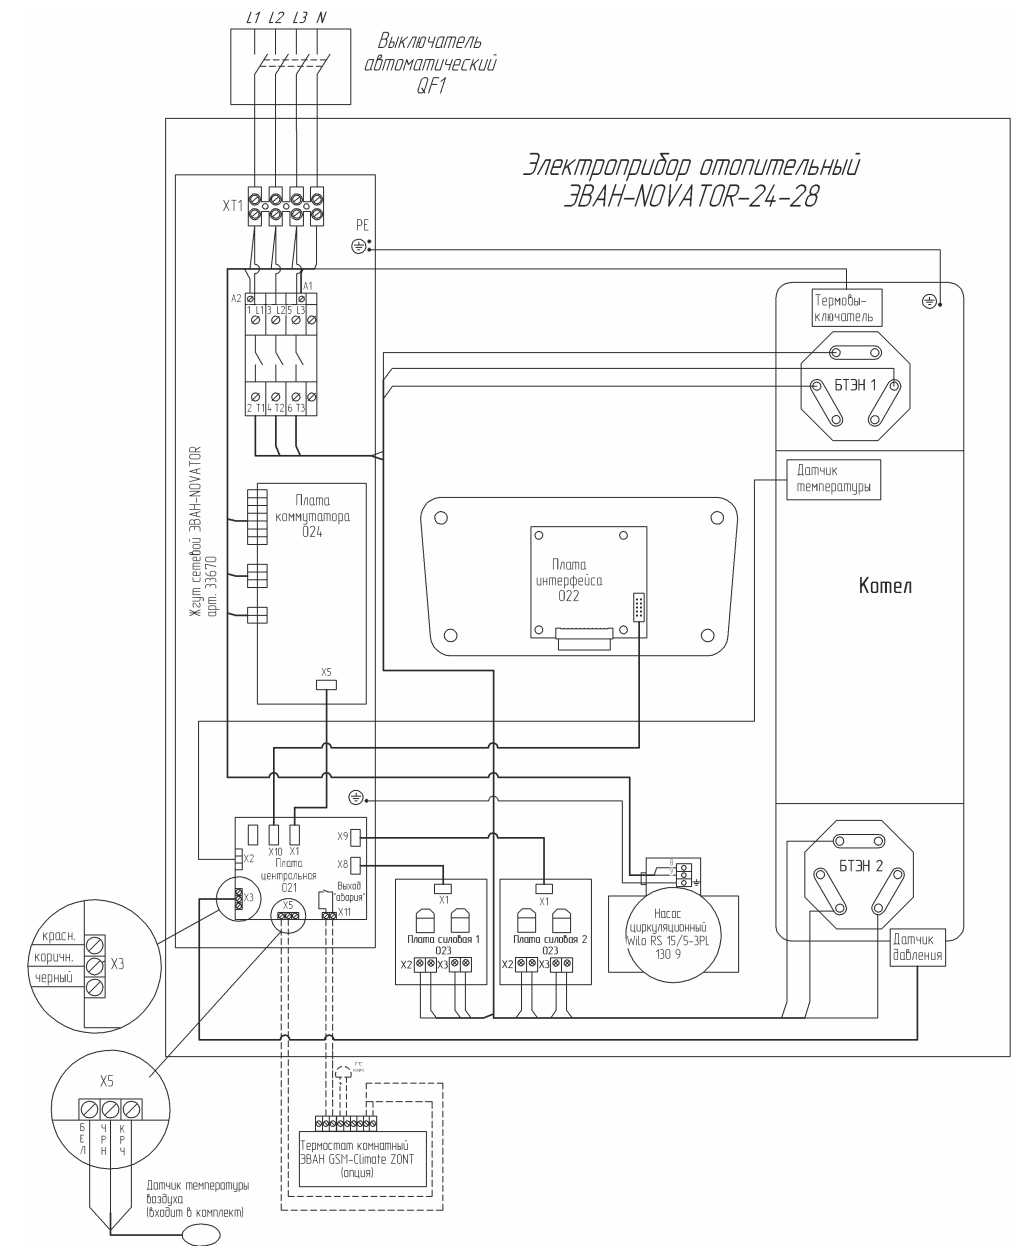 L1 L2 L3 N
Выключатель
автоматический
QF1
Электроприбор отопительный
ЭВАН-NOVATOR-24-28
XT1
PE
A2
A1
1 L1 3 L2 5 L3
2 T1 4 T2 6 T3
Термовы-
ключатель
БТЭН 1
Датчик
температуры
Котел
Жгут сетевой ЭВАН-NOVATOR
арт. 33670
Плата
коммутатора
024
X5
Плата
интерфейса
022
X10 X1
X9
X2
Плата
центральная
021
X8
Выход
"авария"
X3
X5
X11
X1
Плата силовая 1
023
X2 X3
X1
Плата силовая 2
023
X2 X3
Насос
циркуляционный
Wilo RS 15/5-3PL
130 9
БТЭН 2
Датчик
давления
красн.
коричн.
черный
X3
X5
БЕЛ
ЧРН
КРЧ
Датчик температуры
воздуха
(входит в комплект)
Термостат комнатный
ЭВАН GSM-Climate ZONT
(опция)